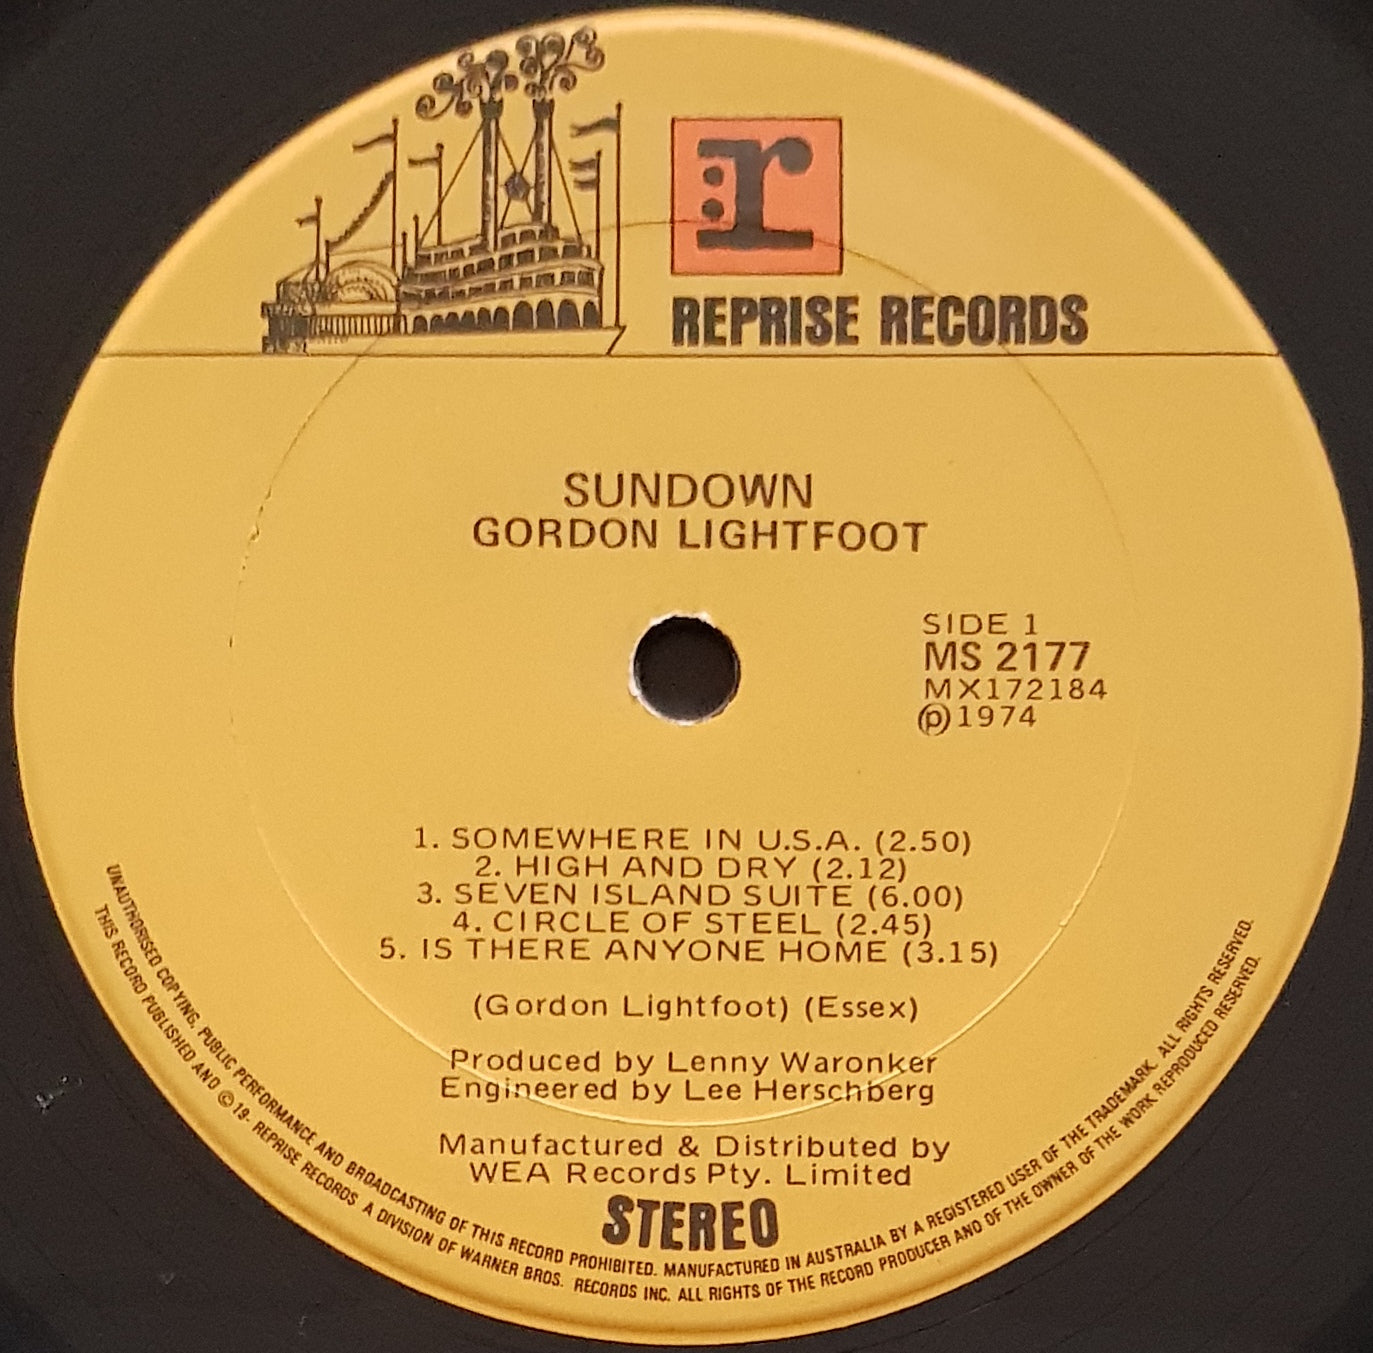 r
REPRISE RECORDS
SUNDOWN
GORDON LIGHTFOOT
SIDE 1
MS 2177
MX172184
Ⓟ1974
1. SOMEWHERE IN U.S.A. (2.50)
2. HIGH AND DRY (2.12)
3. SEVEN ISLAND SUITE (6.00)
4. CIRCLE OF STEEL (2.45)
5. IS THERE ANYONE HOME (3.15)
(Gordon Lightfoot) (Essex)
Produced by Lenny Waronker
Engineered by Lee Herschberg
Manufactured & Distributed by
WEA Records Pty. Limited
STEREO
UNAUTHORISED COPYING, PUBLIC PERFORMANCE AND BROADCASTING OF THIS RECORD PROHIBITED. MANUFACTURED IN AUSTRALIA BY A REGISTERED USER OF THE TRADEMARK. ALL RIGHTS RESERVED.
THIS RECORD PUBLISHED AND © 19- REPRISE RECORDS A DIVISION OF WARNER BROS. RECORDS INC. ALL RIGHTS OF THE RECORD PRODUCER AND OF THE OWNER OF THE WORK REPRODUCED RESERVED.